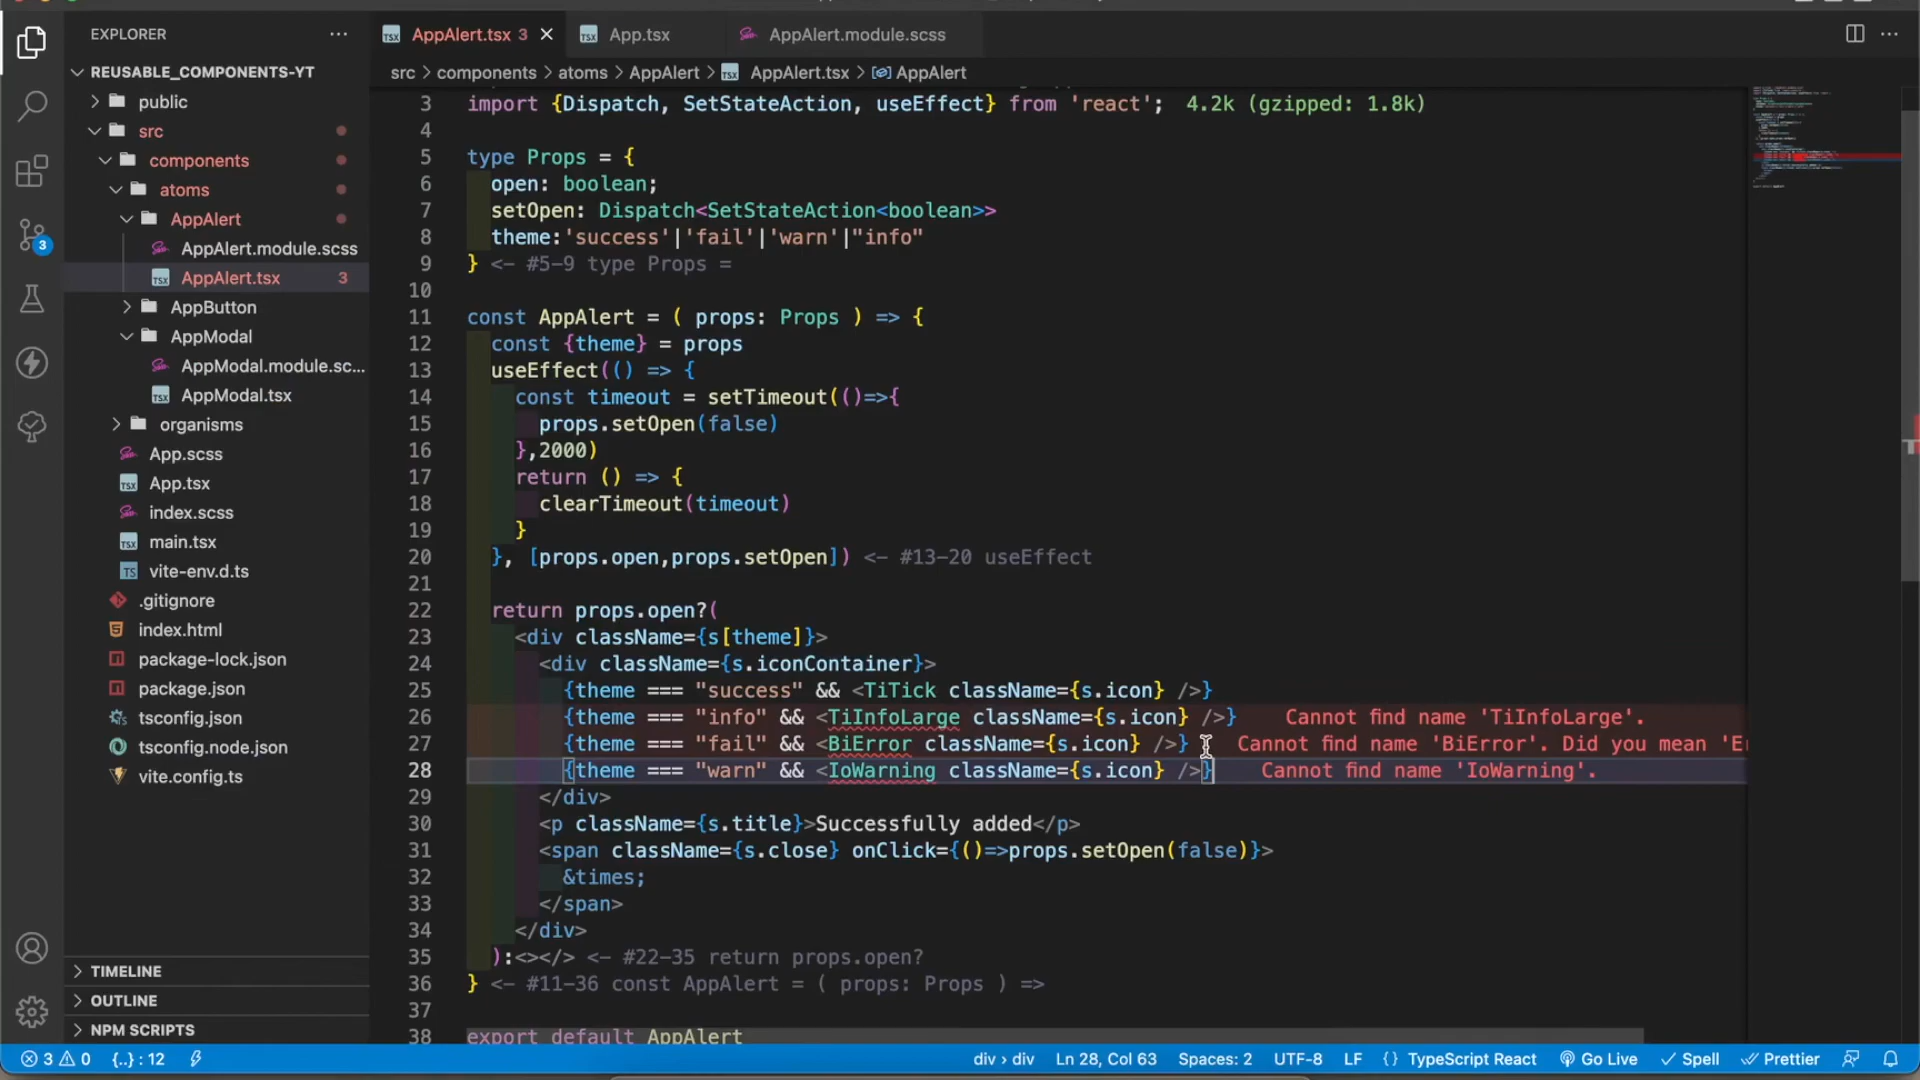 EXPLORER
REUSABLE_COMPONENTS-YT
public
src
components
atoms
AppAlert
AppAlert.module.scss
AppAlert.tsx 3
AppButton
AppModal
AppModal.module.sc...
AppModal.tsx
organisms
App.scss
App.tsx
index.scss
main.tsx
vite-env.d.ts
.gitignore
index.html
package-lock.json
package.json
tsconfig.json
tsconfig.node.json
vite.config.ts
TIMELINE
OUTLINE
NPM SCRIPTS
3
AppAlert.tsx 3
App.tsx
AppAlert.module.scss
src > components > atoms > AppAlert > AppAlert.tsx > AppAlert
3 import {Dispatch, SetStateAction, useEffect} from 'react'; 4.2k (gzipped: 1.8k)
4
5 type Props = {
6 open: boolean;
7 setOpen: Dispatch<SetStateAction<boolean>>
8 theme:'success'|'fail'|'warn'|"info"
9 } <- #5-9 type Props =
10
11 const AppAlert = ( props: Props ) => {
12 const {theme} = props
13 useEffect(() => {
14 const timeout = setTimeout(()=>{
15 props.setOpen(false)
16 },2000)
17 return () => {
18 clearTimeout(timeout)
19 }
20 }, [props.open,props.setOpen]) <- #13-20 useEffect
21
22 return props.open?(
23 <div className={s[theme]}>
24 <div className={s.iconContainer}>
25 {theme === "success" && <TiTick className={s.icon} />}
26 {theme === "info" && <TiInfoLarge className={s.icon} />} Cannot find name 'TiInfoLarge'.
27 {theme === "fail" && <BiError className={s.icon} />} Cannot find name 'BiError'. Did you mean 'E
28 {theme === "warn" && <IoWarning className={s.icon} />} Cannot find name 'IoWarning'.
29 </div>
30 <p className={s.title}>Successfully added</p>
31 <span className={s.close} onClick={()=>props.setOpen(false)}>
32 &times;
33 </span>
34 </div>
35 ):<></> <- #22-35 return props.open?
36 } <- #11-36 const AppAlert = ( props: Props ) =>
37
38 export default AppAlert
3 0 {..} : 12 div > div Ln 28, Col 63 Spaces: 2 UTF-8 LF {} TypeScript React Go Live Spell Prettier